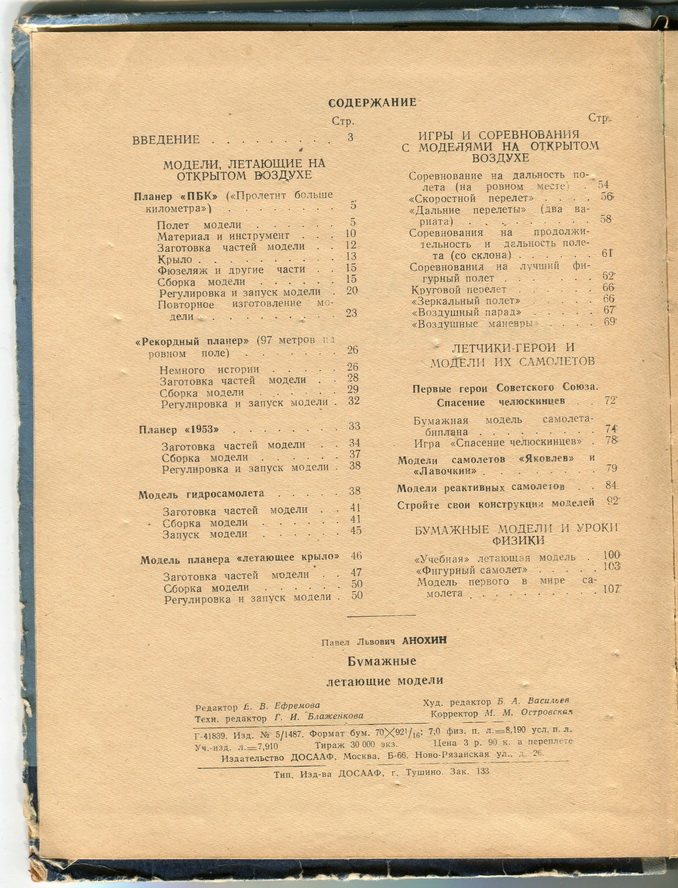 СОДЕРЖАНИЕ
Стр.
ВВЕДЕНИЕ . . . . . . . . . . 3
МОДЕЛИ, ЛЕТАЮЩИЕ НА
ОТКРЫТОМ ВОЗДУХЕ
Планер «ПБК» («Пролетит больше
километра») . . . . . . . . . 5
Полет модели . . . . . . . 5
Материал и инструмент . . . 10
Заготовка частей модели . . 12
Крыло . . . . . . . . . . 13
Фюзеляж и другие части . . 15
Сборка модели . . . . . . 15
Регулировка и запуск модели . 20
Повторное изготовление мо-
дели . . . . . . . . . . 23
«Рекордный планер» (97 метров на
ровном поле) . . . . . . . . 26
Немного истории . . . . . 26
Заготовка частей модели . . 28
Сборка модели . . . . . . 29
Регулировка и запуск модели . 32
Планер «1953» . . . . . . . . 33
Заготовка частей модели . . 34
Сборка модели . . . . . . 37
Регулировка и запуск модели . 38
Модель гидросамолета . . . . . 38
Заготовка частей модели . . 41
Сборка модели . . . . . . 41
Запуск модели . . . . . . 45
Модель планера «летающее крыло» 46
Заготовка частей модели . . 47
Сборка модели . . . . . . 50
Регулировка и запуск модели . 50
Стр.
ИГРЫ И СОРЕВНОВАНИЯ
С МОДЕЛЯМИ НА ОТКРЫТОМ
ВОЗДУХЕ
Соревнование на дальность по-
лета (на ровном месте) . 54
«Скоростной перелет» . . . . 56
«Дальние перелеты» (два ва-
рианта) . . . . . . . . . 58
Соревнования на продолжи-
тельность и дальность поле-
та (со склона) . . . . . . 61
Соревнования на лучший фи-
гурный полет . . . . . . . 62
Круговой перелет . . . . . . 66
«Зеркальный полет» . . . . . 66
«Воздушный парад» . . . . . 67
«Воздушные маневры» . . . . 69
ЛЕТЧИКИ-ГЕРОИ И
МОДЕЛИ ИХ САМОЛЕТОВ
Первые герои Советского Союза.
Спасение челюскинцев . . . 72
Бумажная модель самолета-
биплана . . . . . . . . . 74
Игра «Спасение челюскинцев» . 78
Модели самолетов «Яковлев» и
«Лавочкин» . . . . . . . . 79
Модели реактивных самолетов . . 84
Стройте свои конструкции моделей 92
БУМАЖНЫЕ МОДЕЛИ И УРОКИ
ФИЗИКИ
«Учебная» летающая модель . 100
«Фигурный самолет» . . . . . 103
Модель первого в мире са-
молета . . . . . . . . . . 107
Павел Львович АНОХИН
Бумажные
летающие модели
Редактор Е. В. Ефремова
Худ. редактор Б. А. Васильев
Техн. редактор Г. И. Блаженкова
Корректор М. М. Островская
Г-41839. Изд. № 5/1487. Формат бум. 70×92 1/16; 7,0 физ. п. л.=8,190 усл. п. л.
Уч.-изд. л.=7,910 Тираж 30 000 экз. Цена 3 р. 90 к. в переплете
Издательство ДОСААФ, Москва, Б-66, Ново-Рязанская ул., д. 26.
Тип. Изд-ва ДОСААФ, г. Тушино. Зак. 133